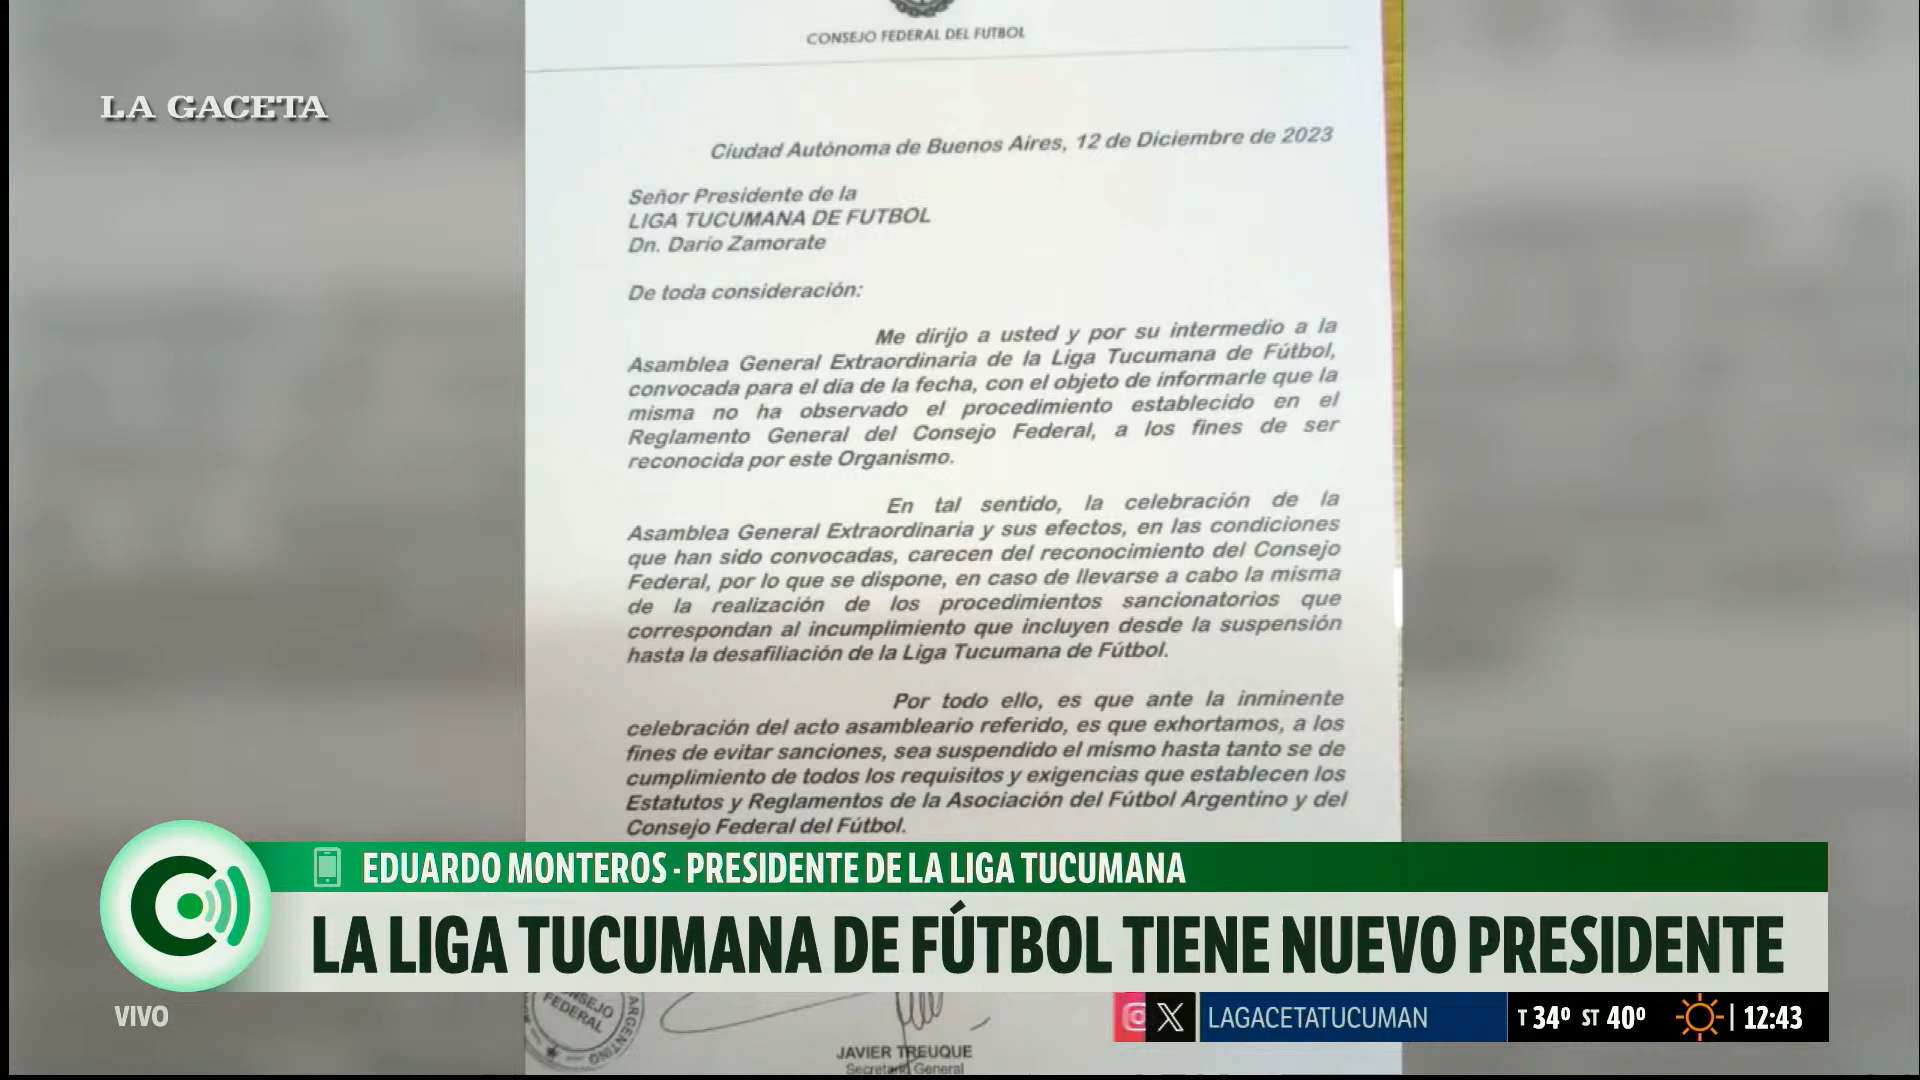 CONSEJO FEDERAL DEL FUTBOL
LA GACETA
Ciudad Autónoma de Buenos Aires, 12 de Diciembre de 2023
Señor Presidente de la
LIGA TUCUMANA DE FUTBOL
Dn. Darío Zamorate
De toda consideración:
Me dirijo a usted y por su intermedio a la
Asamblea General Extraordinaria de la Liga Tucumana de Fútbol,
convocada para el día de la fecha, con el objeto de informarle que la
misma no ha observado el procedimiento establecido en el
Reglamento General del Consejo Federal, a los fines de ser
reconocida por este Organismo.
En tal sentido, la celebración de la
Asamblea General Extraordinaria y sus efectos, en las condiciones
que han sido convocadas, carecen del reconocimiento del Consejo
Federal, por lo que se dispone, en caso de llevarse a cabo la misma
de la realización de los procedimientos sancionatorios que
correspondan al incumplimiento que incluyen desde la suspensión
hasta la desafiliación de la Liga Tucumana de Fútbol.
Por todo ello, es que ante la inminente
celebración del acto asambleario referido, es que exhortamos, a los
fines de evitar sanciones, sea suspendido el mismo hasta tanto se de
cumplimiento de todos los requisitos y exigencias que establecen los
Estatutos y Reglamentos de la Asociación del Fútbol Argentino y del
Consejo Federal del Fútbol.
EDUARDO MONTEROS - PRESIDENTE DE LA LIGA TUCUMANA
LA LIGA TUCUMANA DE FÚTBOL TIENE NUEVO PRESIDENTE
VIVO
FEDERAL
LAGACETATUCUMAN
T 34º ST 40º 12:43
JAVIER TREUQUE
Secretario General